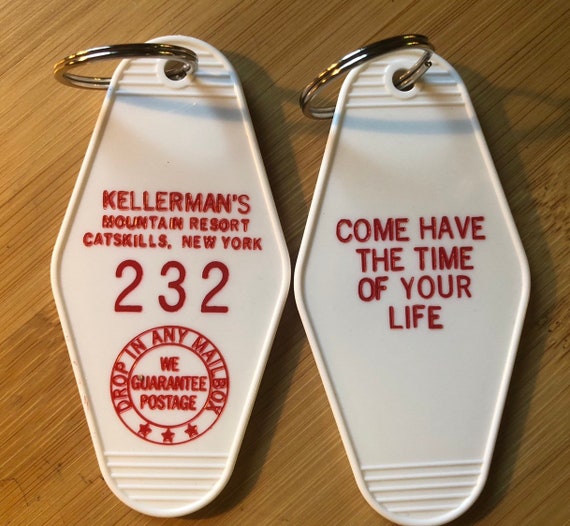 KELLERMAN'S
MOUNTAIN RESORT
CATSKILLS, NEW YORK
232
DROP IN ANY MAILBOX
WE
GUARANTEE
POSTAGE
COME HAVE
THE TIME
OF YOUR
LIFE